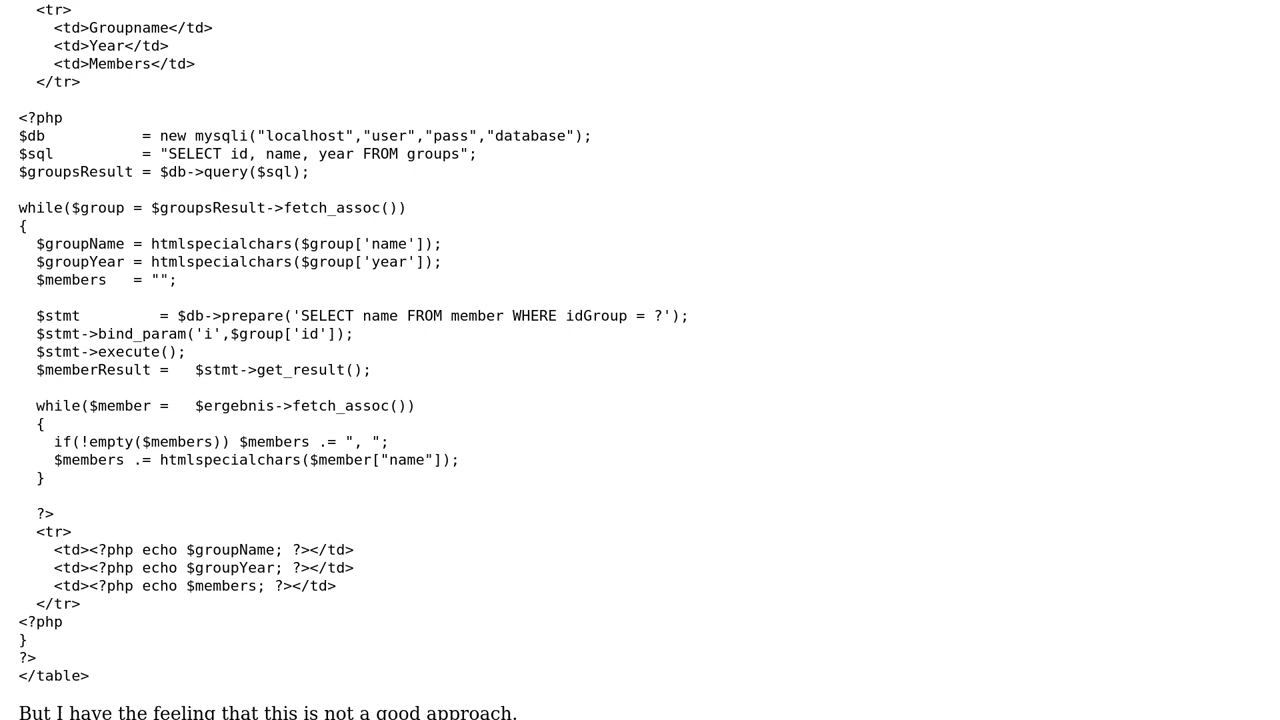 <tr>
    <td>Groupname</td>
    <td>Year</td>
    <td>Members</td>
  </tr>

<?php
$db           = new mysqli("localhost","user","pass","database");
$sql          = "SELECT id, name, year FROM groups";
$groupsResult = $db->query($sql);

while($group = $groupsResult->fetch_assoc())
{
  $groupName = htmlspecialchars($group['name']);
  $groupYear = htmlspecialchars($group['year']);
  $members   = "";

  $stmt         = $db->prepare('SELECT name FROM member WHERE idGroup = ?');
  $stmt->bind_param('i',$group['id']);
  $stmt->execute();
  $memberResult =   $stmt->get_result();

  while($member =   $ergebnis->fetch_assoc())
  {
    if(!empty($members)) $members .= ", ";
    $members .= htmlspecialchars($member["name"]);
  }

  ?>
  <tr>
    <td><?php echo $groupName; ?></td>
    <td><?php echo $groupYear; ?></td>
    <td><?php echo $members; ?></td>
  </tr>
<?php
}
?>
</table>

But I have the feeling that this is not a good approach.